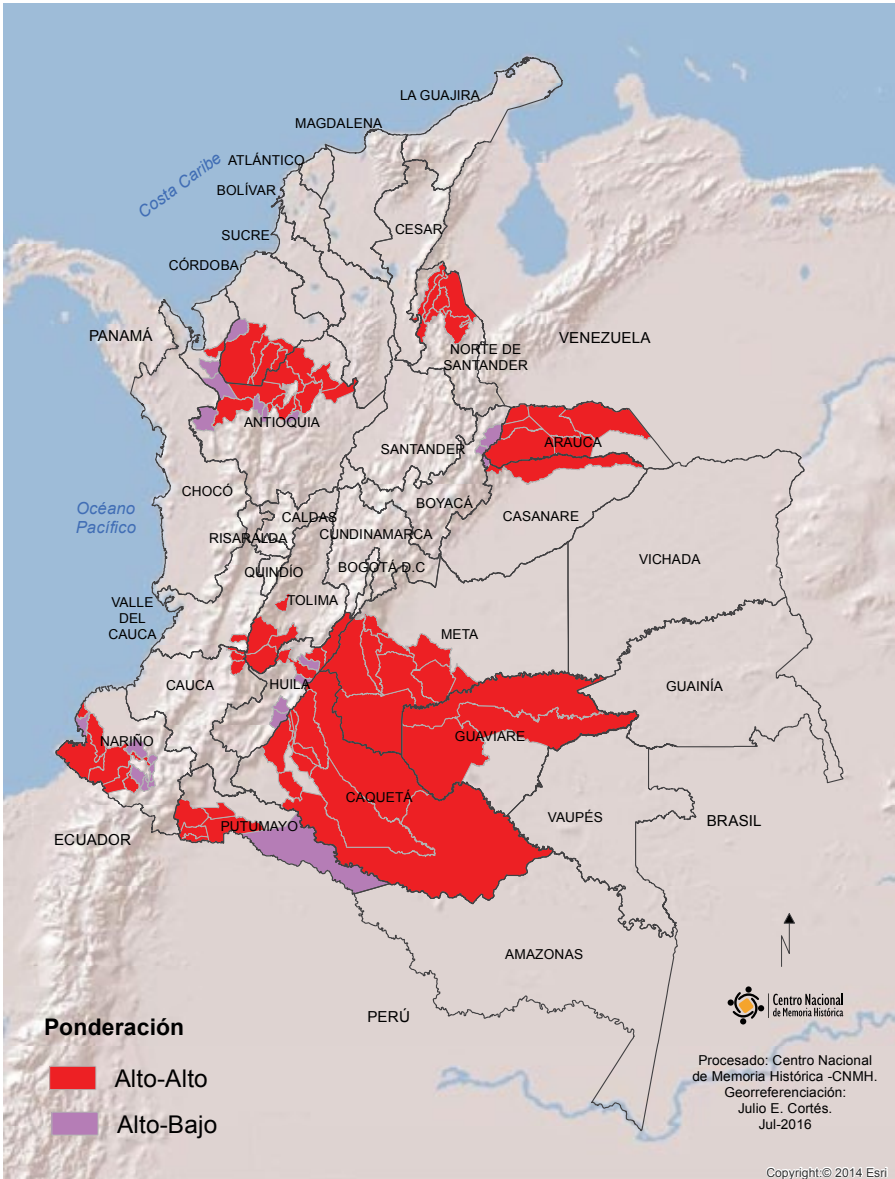 LA GUAJIRA
MAGDALENA
ATLÁNTICO
Costa Caribe
BOLÍVAR
SUCRE
CESAR
CÓRDOBA
PANAMÁ
VENEZUELA
NORTE DE
SANTANDER
ANTIOQUIA
ARAUCA
SANTANDER
CHOCÓ
BOYACÁ
Océano
Pacífico
CALDAS
CASANARE
CUNDINAMARCA
RISARALDA
VICHADA
QUINDÍO
BOGOTÁ D.C
TOLIMA
VALLE
DEL
CAUCA
META
CAUCA
HUILA
GUAINÍA
NARIÑO
GUAVIARE
CAQUETÁ
VAUPÉS
BRASIL
PUTUMAYO
ECUADOR
AMAZONAS
N
PERÚ
Centro Nacional
de Memoria Histórica
Ponderación
Alto-Alto
Alto-Bajo
Procesado: Centro Nacional
de Memoria Histórica -CNMH.
Georreferenciación:
Julio E. Cortés.
Jul-2016
Copyright:© 2014 Esri